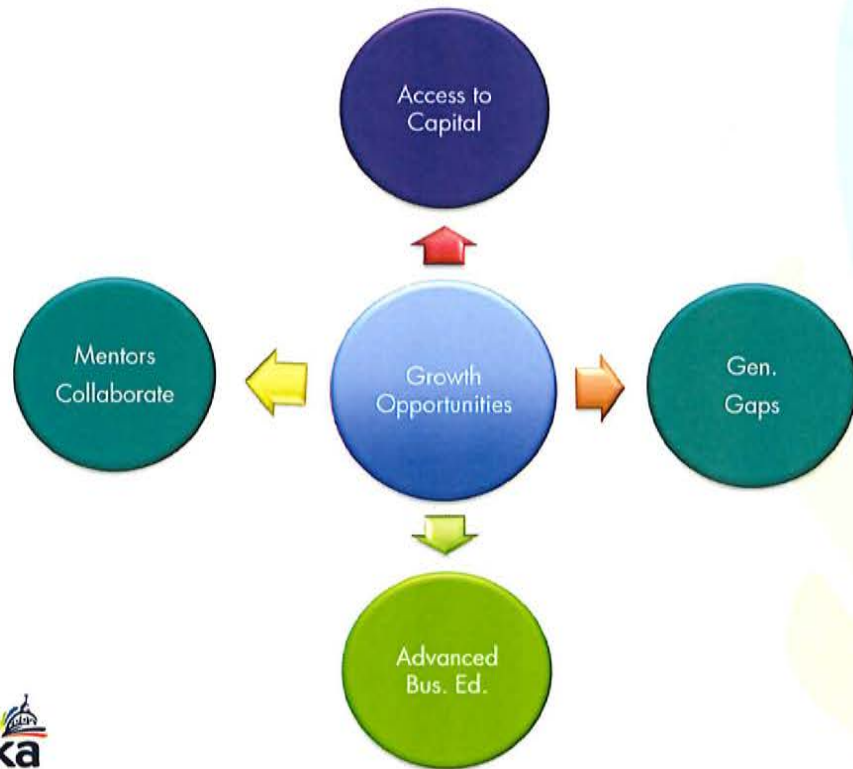 Access to
Capital
Mentors
Collaborate
Growth
Opportunities
Gen.
Gaps
Advanced
Bus. Ed.